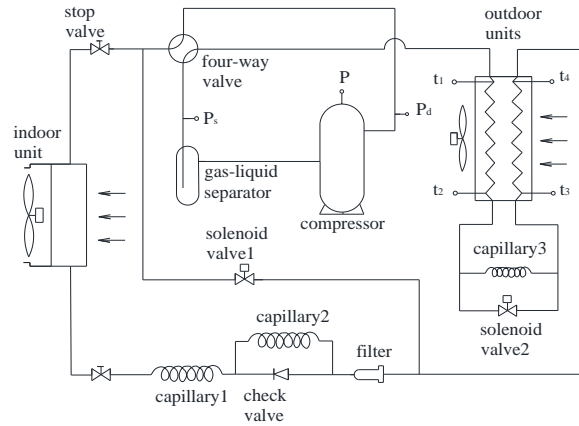 stop
valve
outdoor
units
four-way
valve
t1
t4
P
Ps
Pd
indoor
unit
gas-liquid
separator
t2
t3
compressor
solenoid
valve1
capillary3
capillary2
solenoid
valve2
filter
capillary1
check
valve